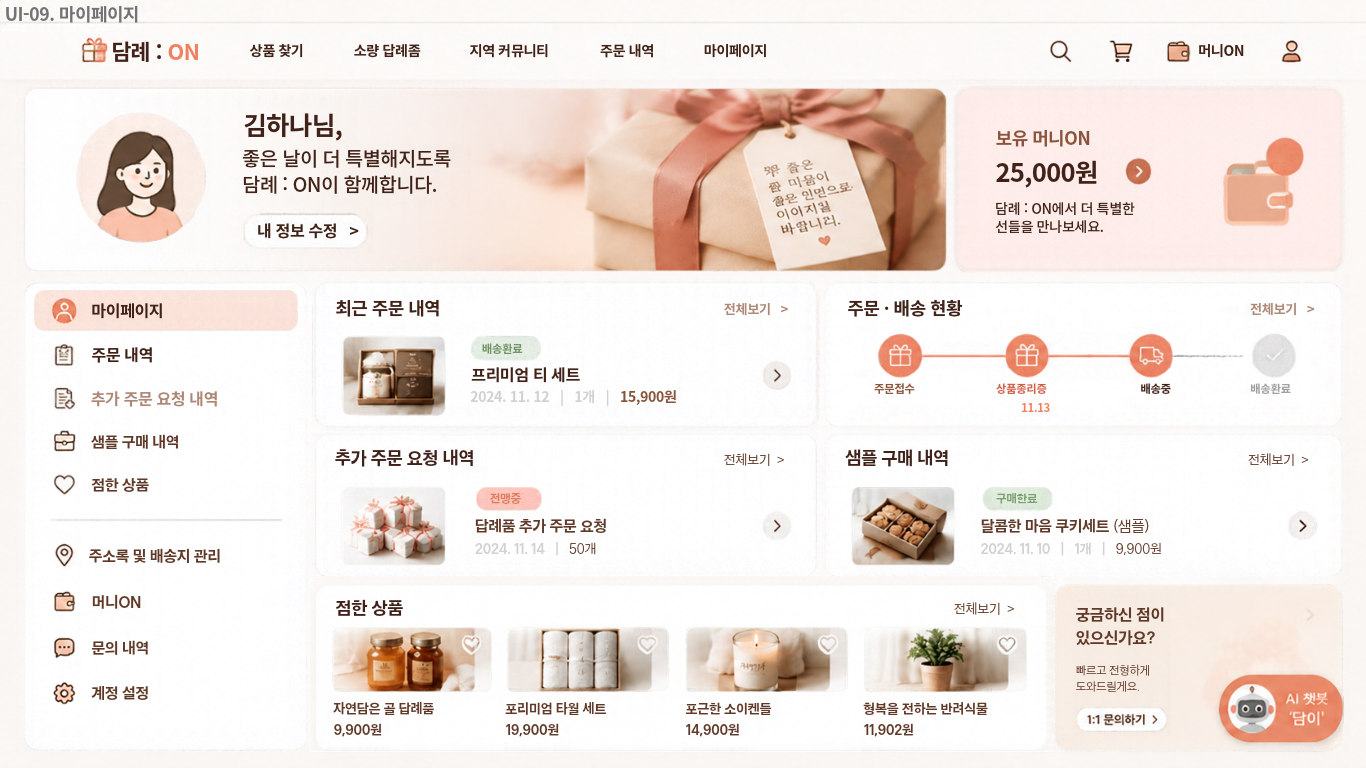 UI-09. 마이페이지
담례 : ON
상품 찾기
소량 답례좀
지역 커뮤니티
주문 내역
마이페이지
머니ON
김하나님,
좋은 날이 더 특별해지도록
담례 : ON이 함께합니다.
내 정보 수정 >
보유 머니ON
25,000원
담례 : ON에서 더 특별한
선들을 만나보세요.
마이페이지
주문 내역
추가 주문 요청 내역
샘플 구매 내역
점한 상품
주소록 및 배송지 관리
머니ON
문의 내역
계정 설정
최근 주문 내역
전체보기 >
배송환료
프리미엄 티 세트
2024. 11. 12 | 1개 | 15,900원
주문 · 배송 현황
전체보기 >
주문접수
상품종리증
11.13
배송중
배송환료
추가 주문 요청 내역
전체보기 >
전맹중
답례품 추가 주문 요청
2024. 11. 14 | 50개
샘플 구매 내역
전체보기 >
구매한료
달콤한 마음 쿠키세트 (샘플)
2024. 11. 10 | 1개 | 9,900원
점한 상품
전체보기 >
자연담은 골 답례품
9,900원
포리미엄 타월 세트
19,900원
포근한 소이켄들
14,900원
형복을 전하는 반려식물
11,902원
궁금하신 점이
있으신가요?
빠르고 전형하게
도와드릴게요.
1:1 문의하기 >
AI 챗봇
'담이'